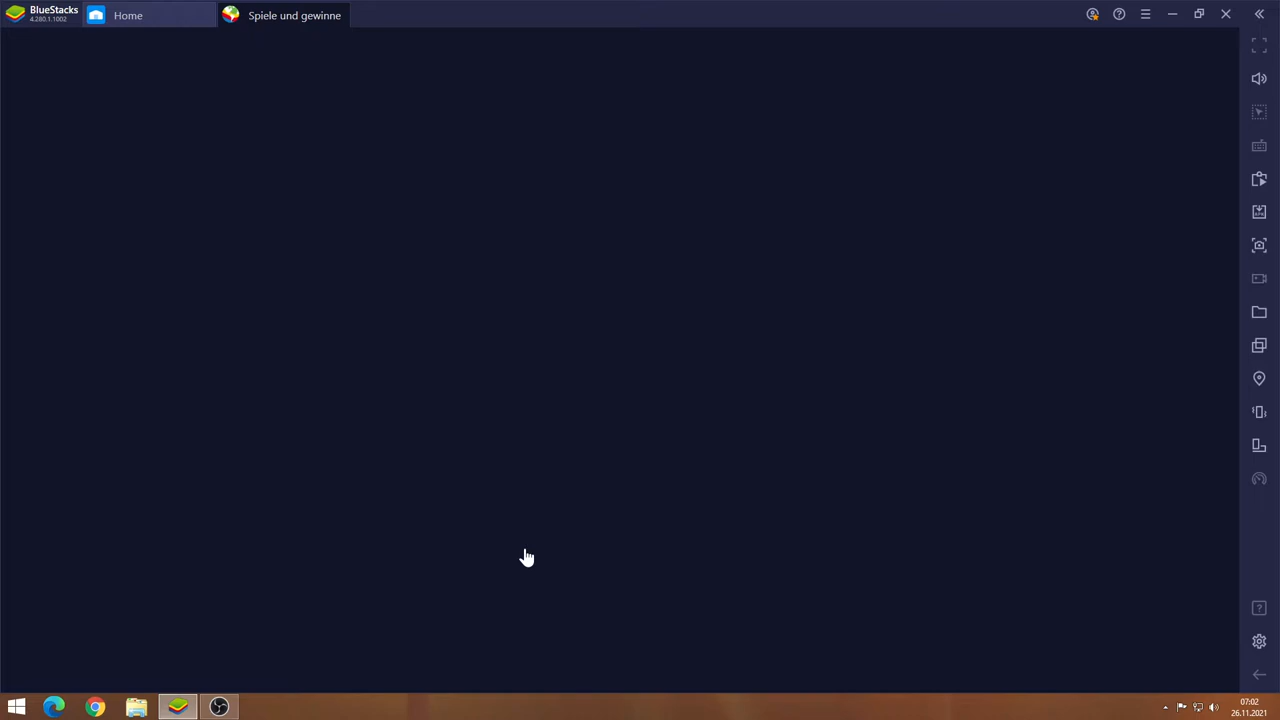 BlueStacks
4.280.1.1002
Home
Spiele und gewinne
07:02
26.11.2021